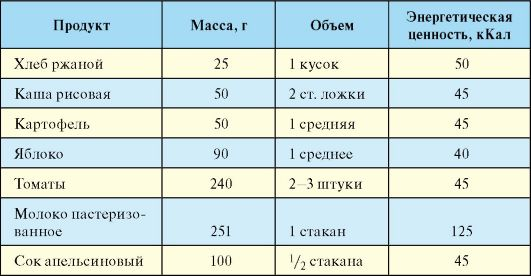 Продукт Масса, г Объем Энергетическая ценность, кКал
Хлеб ржаной 25 1 кусок 50
Каша рисовая 50 2 ст. ложки 45
Картофель 50 1 средняя 45
Яблоко 90 1 среднее 40
Томаты 240 2–3 штуки 45
Молоко пастеризо-
ванное 251 1 стакан 125
Сок апельсиновый 100 1/2 стакана 45